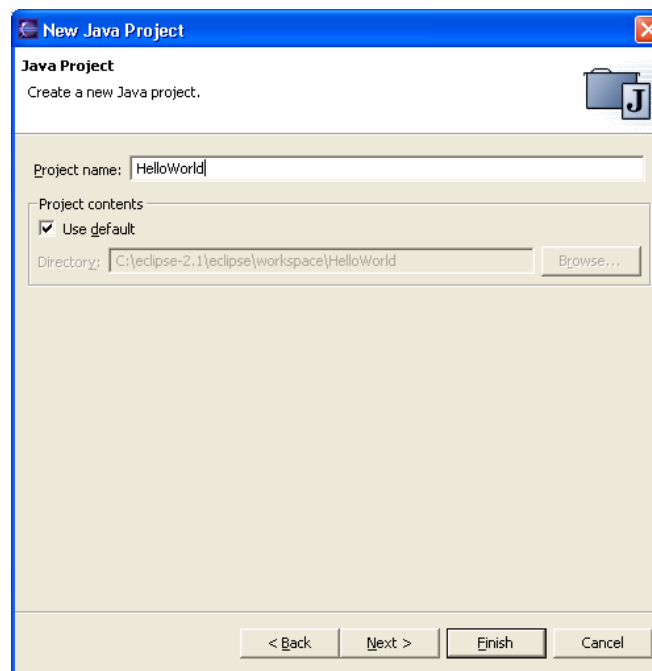 New Java Project
Java Project
Create a new Java project.
J
Project name: HelloWorld
Project contents
Use default
Directory: C:\eclipse-2.1\eclipse\workspace\HelloWorld Browse...
< Back Next > Finish Cancel